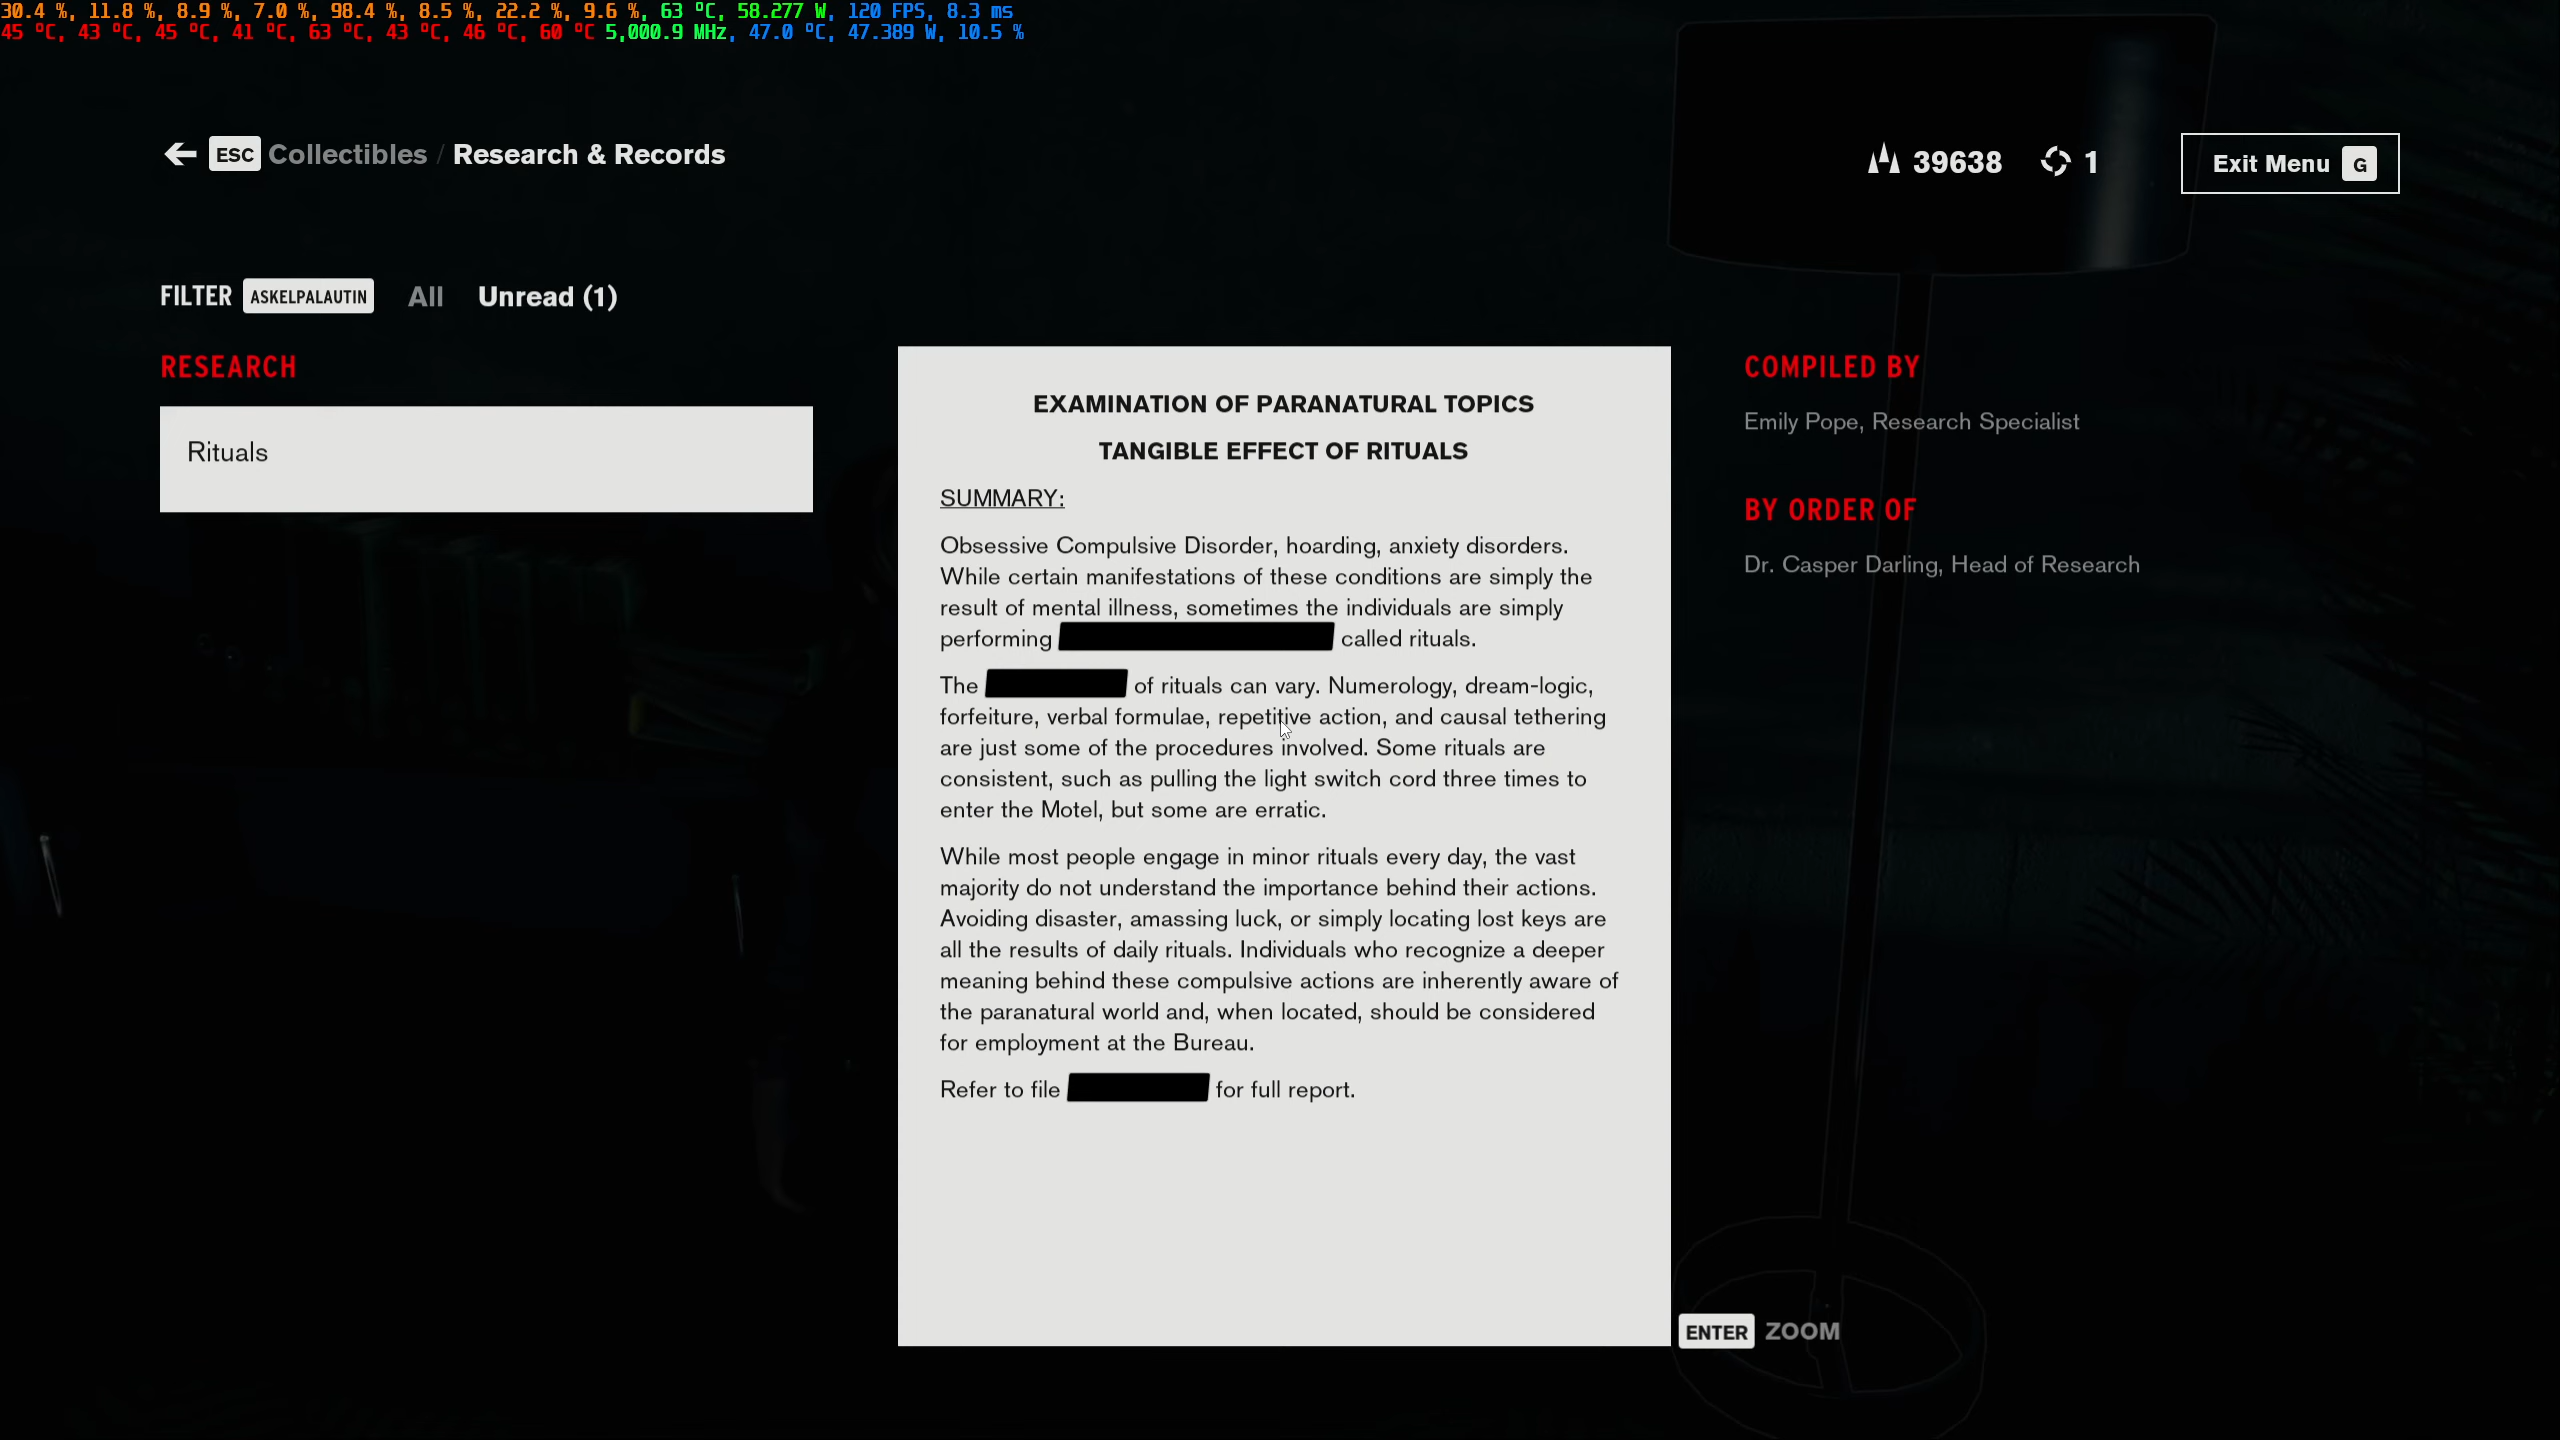 30.4 %, 11.8 %, 8.9 %, 7.0 %, 98.4 %, 8.5 %, 22.2 %, 9.6 %, 63 °C, 58.277 W, 120 FPS, 8.3 ms
45 °C, 43 °C, 45 °C, 41 °C, 63 °C, 43 °C, 46 °C, 60 °C 5,000.9 MHz, 47.0 °C, 47.389 W, 10.5 %
ESC Collectibles / Research & Records
39638 1
Exit Menu G
FILTER ASKELPALAUTIN All Unread (1)
RESEARCH
Rituals
EXAMINATION OF PARANATURAL TOPICS
TANGIBLE EFFECT OF RITUALS
SUMMARY:
Obsessive Compulsive Disorder, hoarding, anxiety disorders.
While certain manifestations of these conditions are simply the
result of mental illness, sometimes the individuals are simply
performing called rituals.
The of rituals can vary. Numerology, dream-logic,
forfeiture, verbal formulae, repetitive action, and causal tethering
are just some of the procedures involved. Some rituals are
consistent, such as pulling the light switch cord three times to
enter the Motel, but some are erratic.
While most people engage in minor rituals every day, the vast
majority do not understand the importance behind their actions.
Avoiding disaster, amassing luck, or simply locating lost keys are
all the results of daily rituals. Individuals who recognize a deeper
meaning behind these compulsive actions are inherently aware of
the paranatural world and, when located, should be considered
for employment at the Bureau.
Refer to file for full report.
COMPILED BY
Emily Pope, Research Specialist
BY ORDER OF
Dr. Casper Darling, Head of Research
ENTER ZOOM